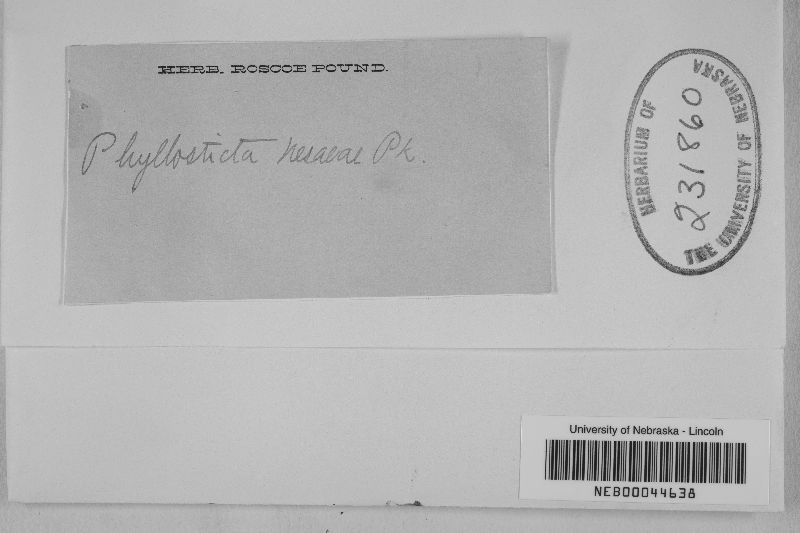 HERB. ROSCOE POUND.
Phyllosticta nesaeae Pk.
HERBARIUM OF
231860
THE UNIVERSITY OF NEBRASKA
University of Nebraska - Lincoln
NEB00044638